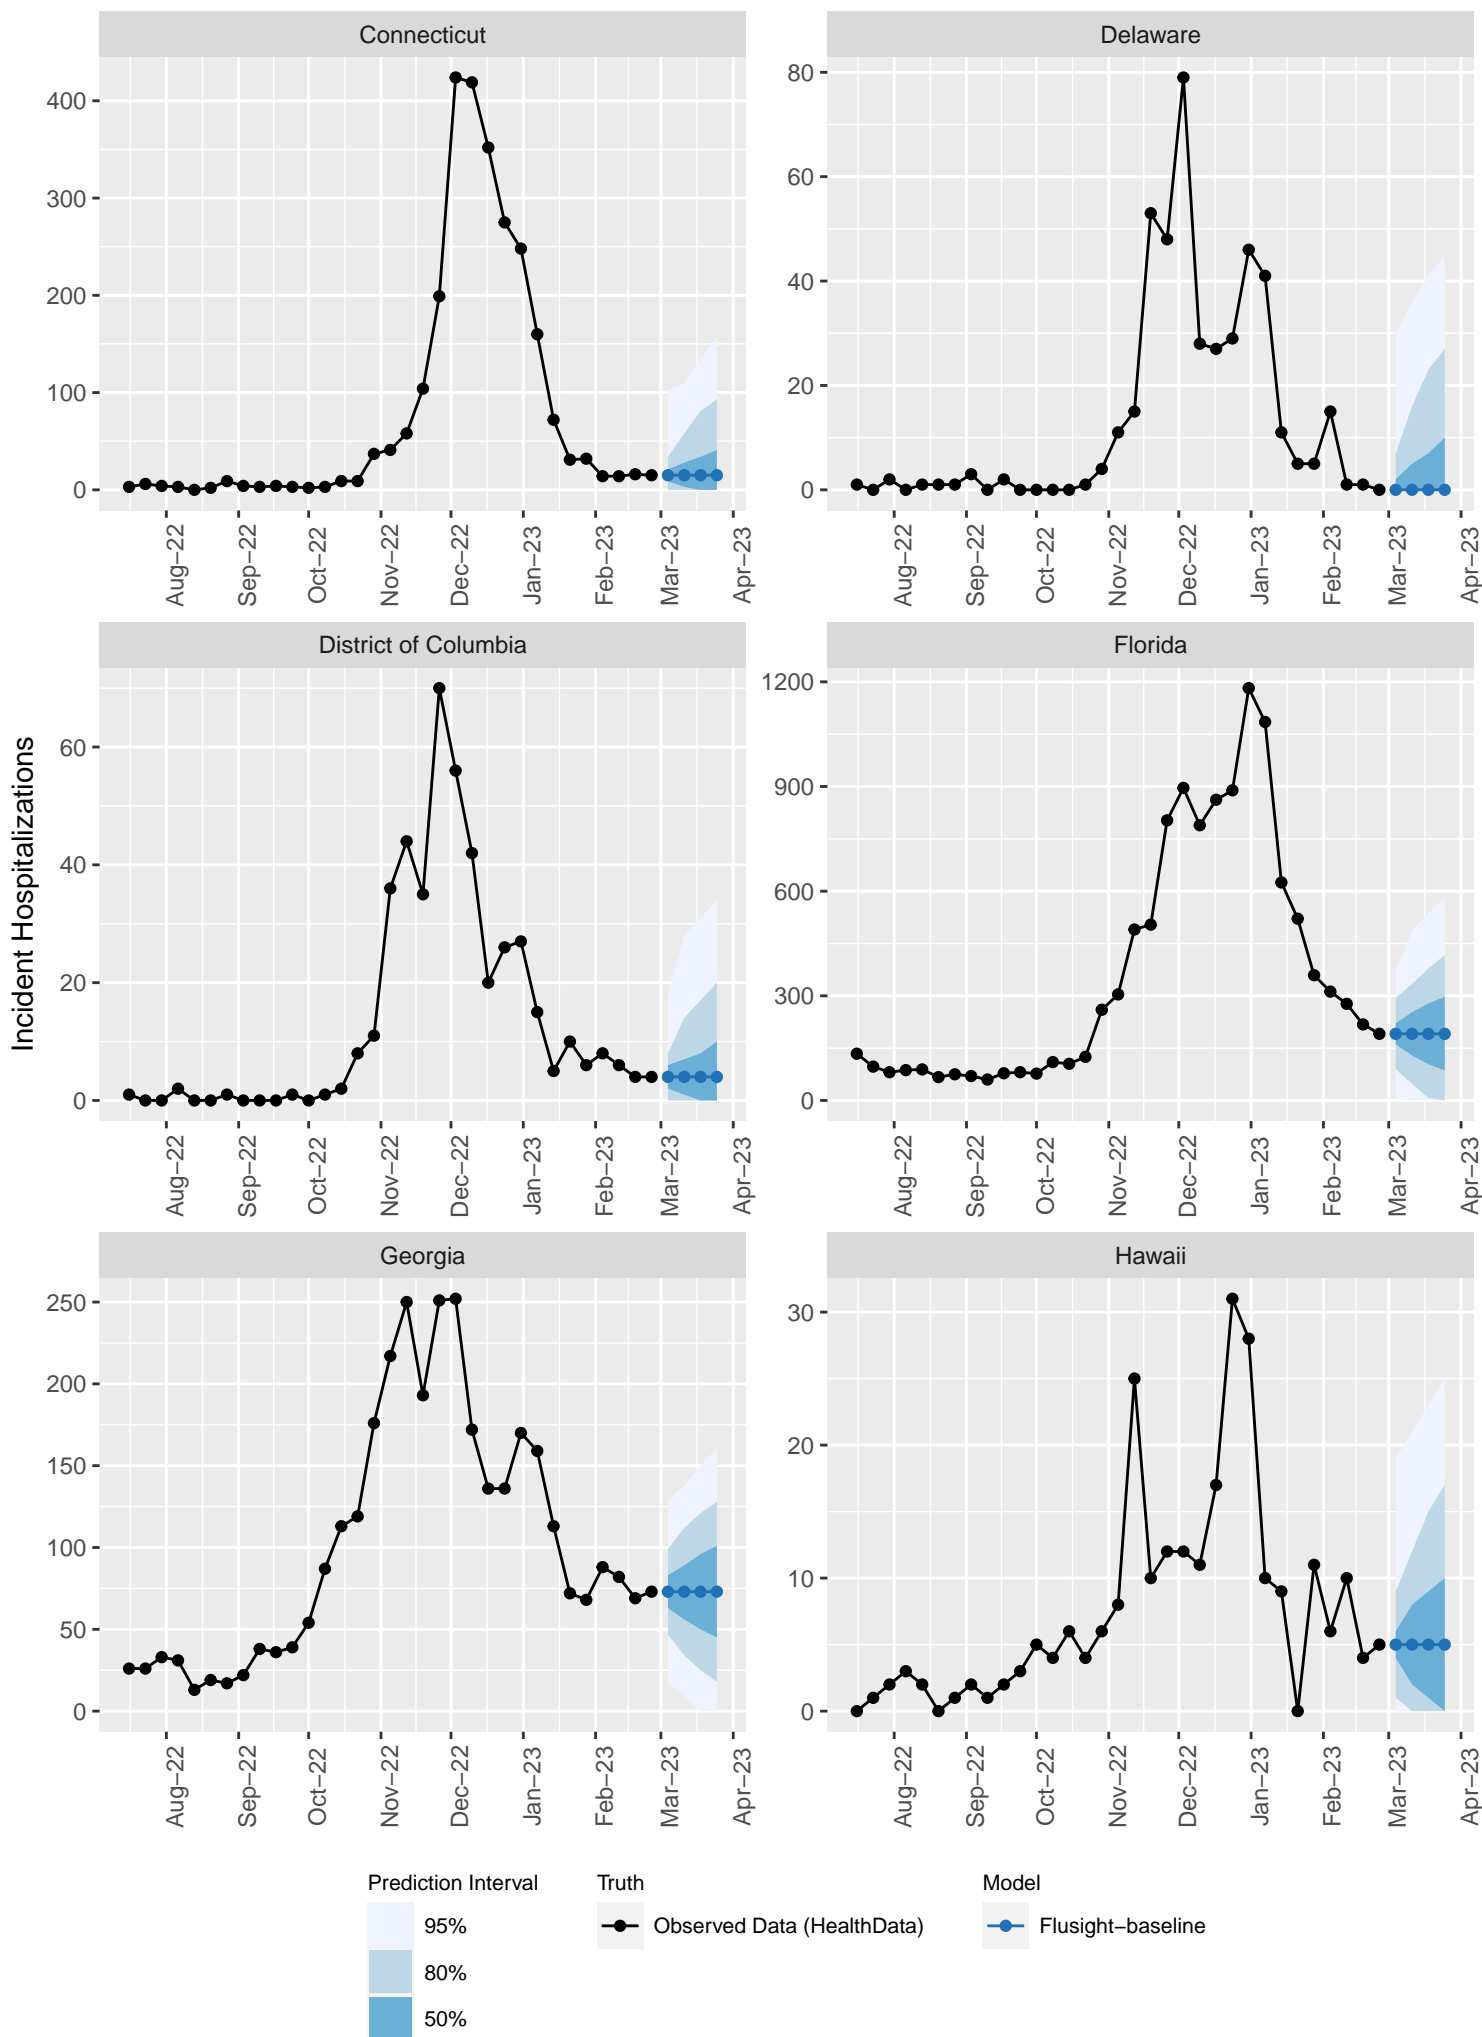 Connecticut
Delaware
400
300
200
100
0
80
60
40
20
0
Aug−22
Sep−22
Oct−22
Nov−22
Dec−22
Jan−23
Feb−23
Mar−23
Apr−23
Aug−22
Sep−22
Oct−22
Nov−22
Dec−22
Jan−23
Feb−23
Mar−23
Apr−23
District of Columbia
Florida
Incident Hospitalizations
60
40
20
0
1200
900
600
300
0
Aug−22
Sep−22
Oct−22
Nov−22
Dec−22
Jan−23
Feb−23
Mar−23
Apr−23
Aug−22
Sep−22
Oct−22
Nov−22
Dec−22
Jan−23
Feb−23
Mar−23
Apr−23
Georgia
Hawaii
250
200
150
100
50
0
30
20
10
0
Aug−22
Sep−22
Oct−22
Nov−22
Dec−22
Jan−23
Feb−23
Mar−23
Apr−23
Aug−22
Sep−22
Oct−22
Nov−22
Dec−22
Jan−23
Feb−23
Mar−23
Apr−23
Prediction Interval
95%
80%
50%
Truth
Observed Data (HealthData)
Model
Flusight−baseline